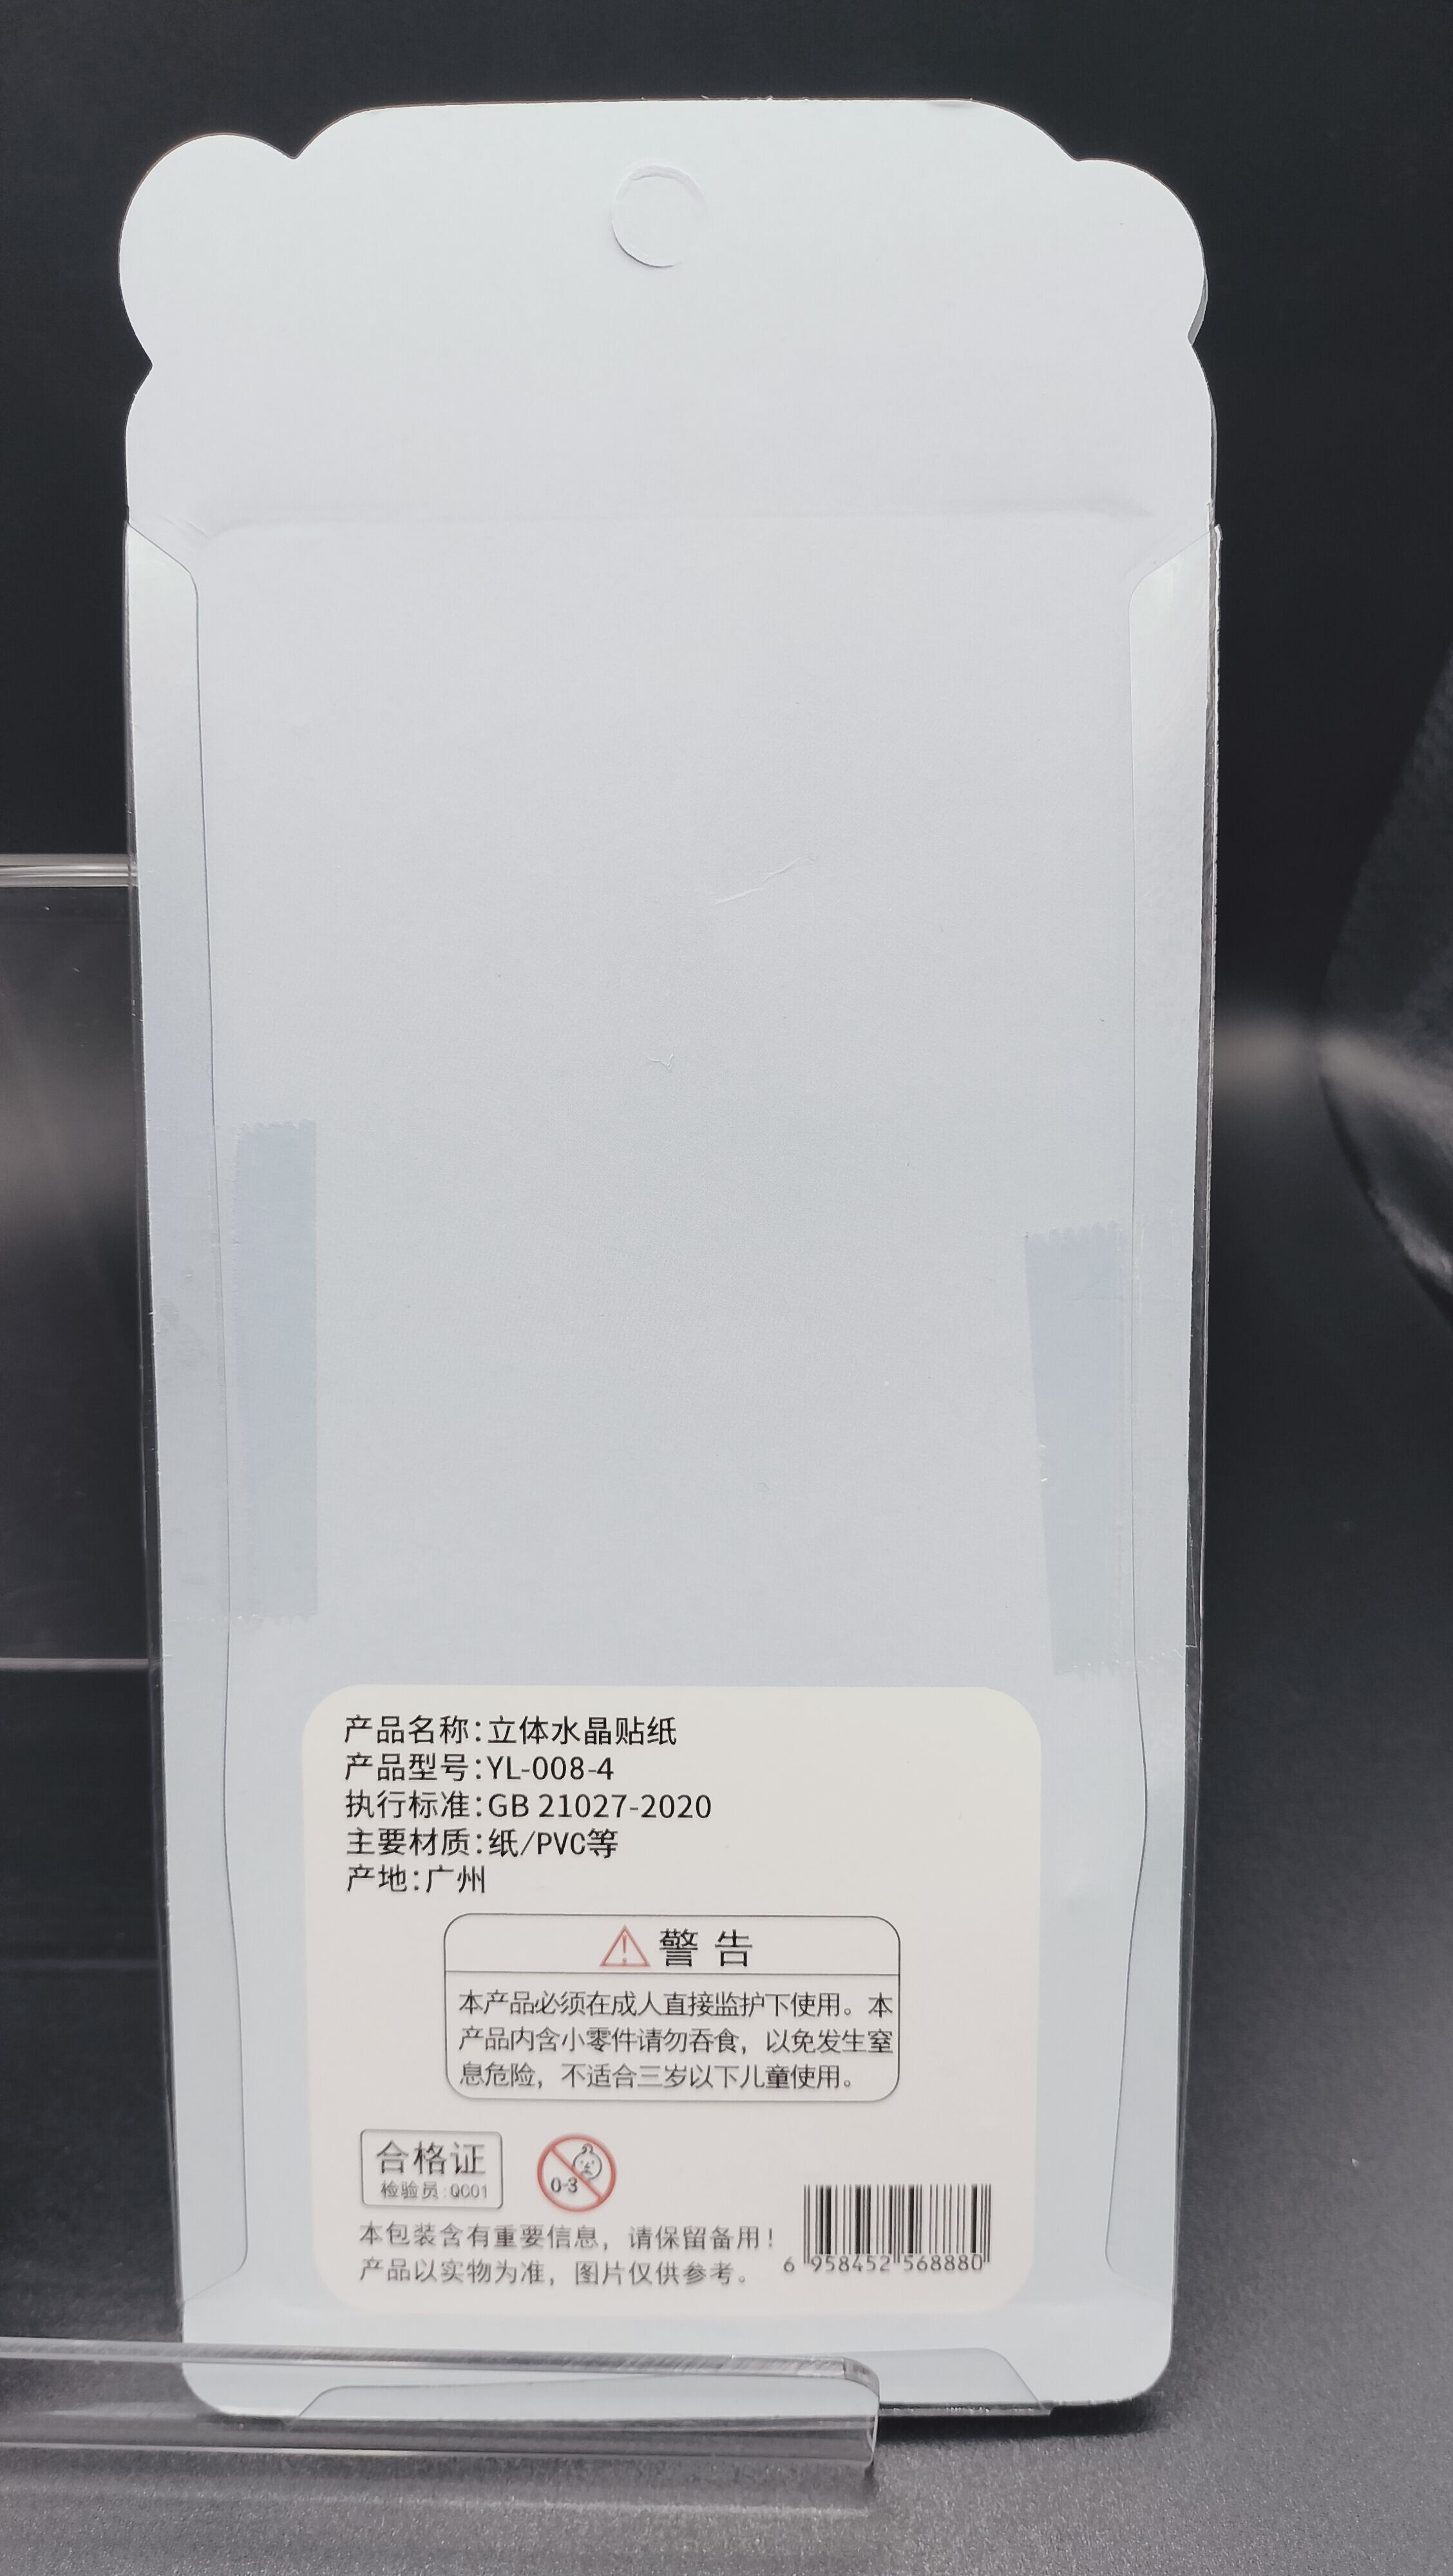 产品名称:立体水晶贴纸
产品型号:YL-008-4
执行标准:GB 21027-2020
主要材质:纸/PVC等
产地:广州
警告
本产品必须在成人直接监护下使用。本
产品内含小零件请勿吞食，以免发生窒
息危险，不适合三岁以下儿童使用。
合格证
检验员:QC01
0-3
本包装含有重要信息，请保留备用！
产品以实物为准，图片仅供参考。
6 958452 568880